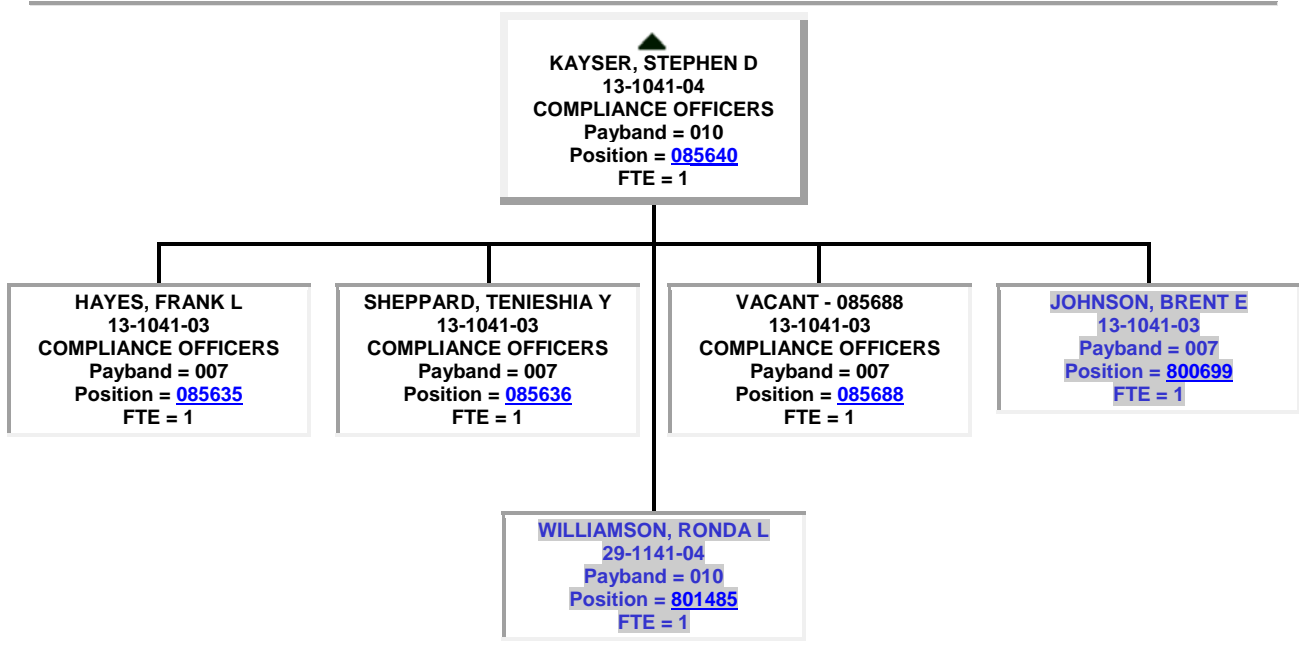 KAYSER, STEPHEN D
13-1041-04
COMPLIANCE OFFICERS
Payband = 010
Position = 085640
FTE = 1
HAYES, FRANK L
13-1041-03
COMPLIANCE OFFICERS
Payband = 007
Position = 085635
FTE = 1
SHEPPARD, TENIESHIA Y
13-1041-03
COMPLIANCE OFFICERS
Payband = 007
Position = 085636
FTE = 1
VACANT - 085688
13-1041-03
COMPLIANCE OFFICERS
Payband = 007
Position = 085688
FTE = 1
JOHNSON, BRENT E
13-1041-03
Payband = 007
Position = 800699
FTE = 1
WILLIAMSON, RONDA L
29-1141-04
Payband = 010
Position = 801485
FTE = 1